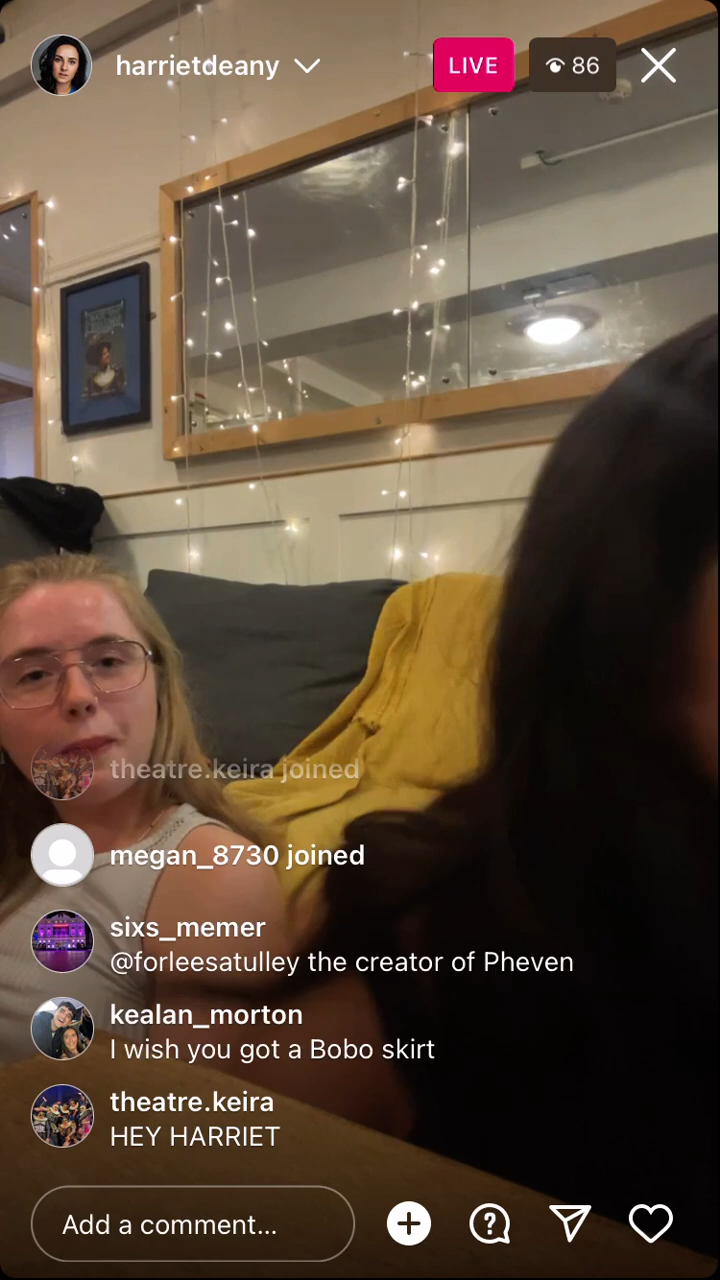 harrietdeany
LIVE
86
theatre.keira joined
megan_8730 joined
sixs_memer
@forleesatulley the creator of Pheven
kealan_morton
I wish you got a Bobo skirt
theatre.keira
HEY HARRIET
Add a comment...